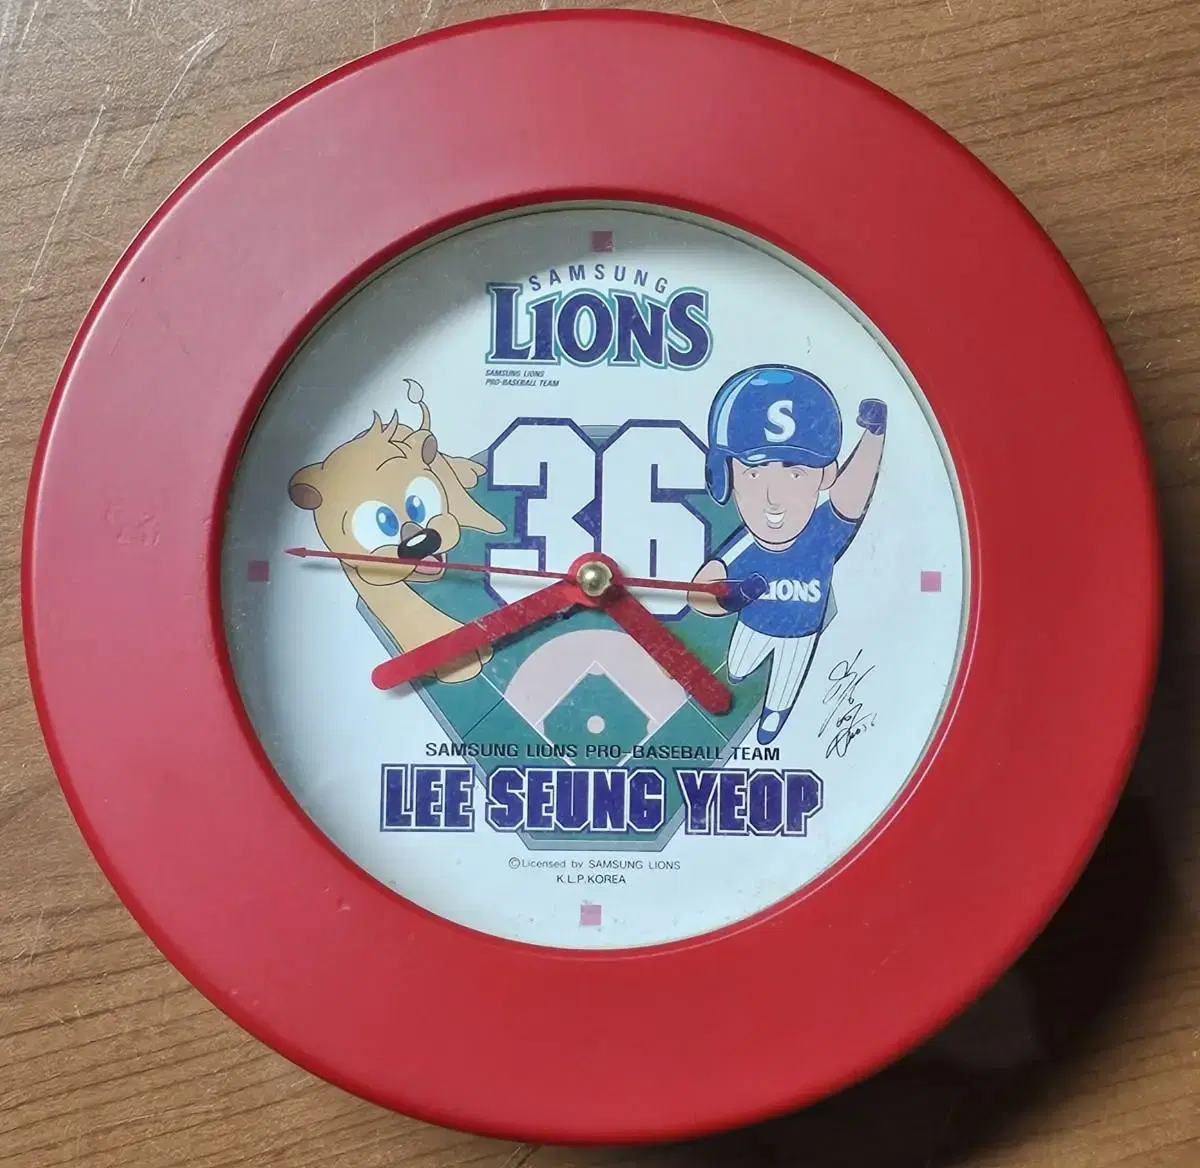 SAMSUNG
LIONS
SAMSUNG LIONS
PRO-BASEBALL TEAM
36
S
LIONS
SAMSUNG LIONS PRO-BASEBALL TEAM
LEE SEUNG YEOP
©Licensed by SAMSUNG LIONS
K.L.P.KOREA